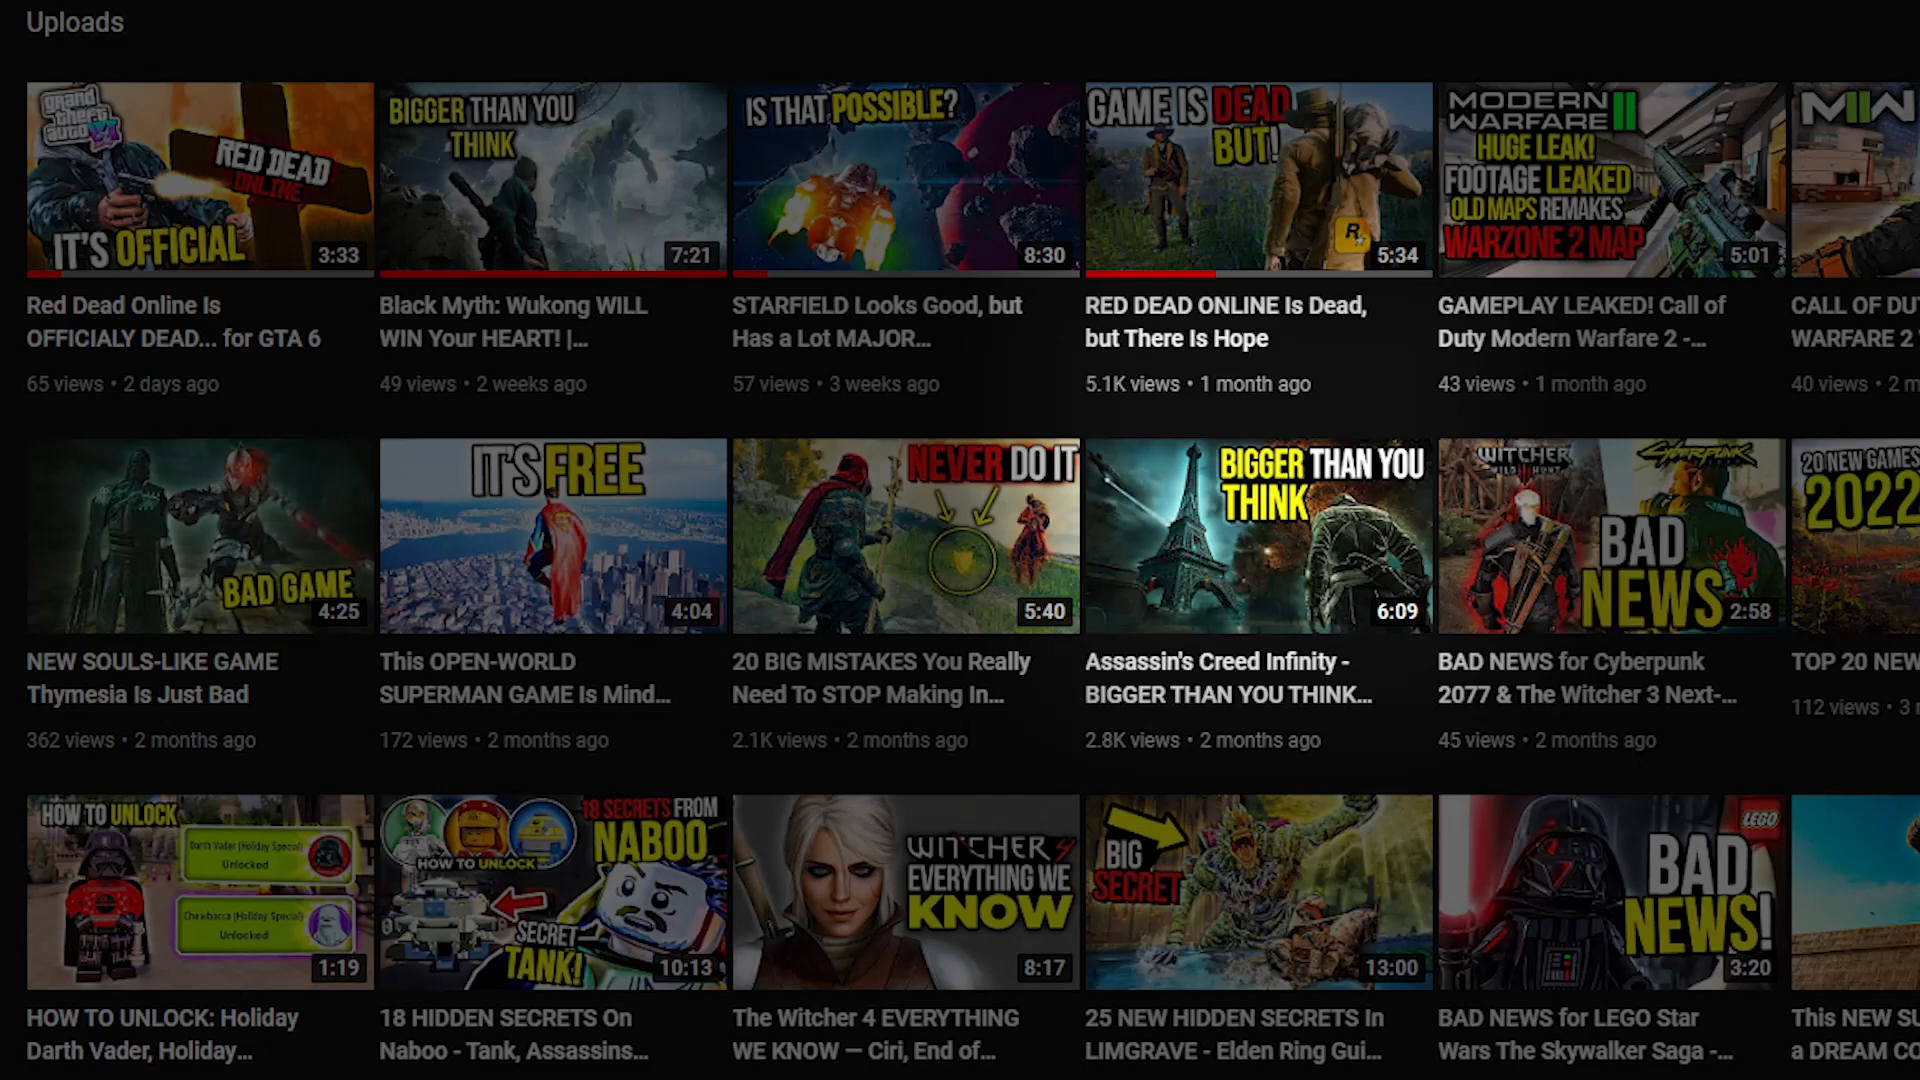 Uploads
grand
theft
auto VI
RED DEAD
ONLINE
IT'S OFFICIAL
3:33
BIGGER THAN YOU
THINK
7:21
IS THAT POSSIBLE?
8:30
GAME IS DEAD
BUT!
R
5:34
MODERN
WARFARE II
HUGE LEAK!
FOOTAGE LEAKED
OLD MAPS REMAKES
WARZONE 2 MAP
5:01
MIIW
Red Dead Online Is
OFFICIALY DEAD... for GTA 6
65 views • 2 days ago
Black Myth: Wukong WILL
WIN Your HEART! |...
49 views • 2 weeks ago
STARFIELD Looks Good, but
Has a Lot MAJOR...
57 views • 3 weeks ago
RED DEAD ONLINE Is Dead,
but There Is Hope
5.1K views • 1 month ago
GAMEPLAY LEAKED! Call of
Duty Modern Warfare 2 -...
43 views • 1 month ago
CALL OF DU
WARFARE 2
40 views • 2 m
BAD GAME
4:25
IT'S FREE
4:04
NEVER DO IT
5:40
BIGGER THAN YOU
THINK
6:09
WITCHER
WILD HUNT
Cyberpunk
BAD
NEWS
2:58
20 NEW GAMES
2022
NEW SOULS-LIKE GAME
Thymesia Is Just Bad
362 views • 2 months ago
This OPEN-WORLD
SUPERMAN GAME Is Mind...
172 views • 2 months ago
20 BIG MISTAKES You Really
Need To STOP Making In...
2.1K views • 2 months ago
Assassin's Creed Infinity -
BIGGER THAN YOU THINK...
2.8K views • 2 months ago
BAD NEWS for Cyberpunk
2077 & The Witcher 3 Next-...
45 views • 2 months ago
TOP 20 NEW
112 views • 3
HOW TO UNLOCK
Darth Vader (Holiday Special)
Unlocked
Chewbacca (Holiday Special)
Unlocked
1:19
18 SECRETS FROM
NABOO
HOW TO UNLOCK
SECRET
TANK!
10:13
WITCHER 4
EVERYTHING WE
KNOW
8:17
BIG
SECRET
13:00
LEGO
BAD
NEWS!
3:20
HOW TO UNLOCK: Holiday
Darth Vader, Holiday...
18 HIDDEN SECRETS On
Naboo - Tank, Assassins...
The Witcher 4 EVERYTHING
WE KNOW — Ciri, End of...
25 NEW HIDDEN SECRETS In
LIMGRAVE - Elden Ring Gui...
BAD NEWS for LEGO Star
Wars The Skywalker Saga -...
This NEW SU
a DREAM CO